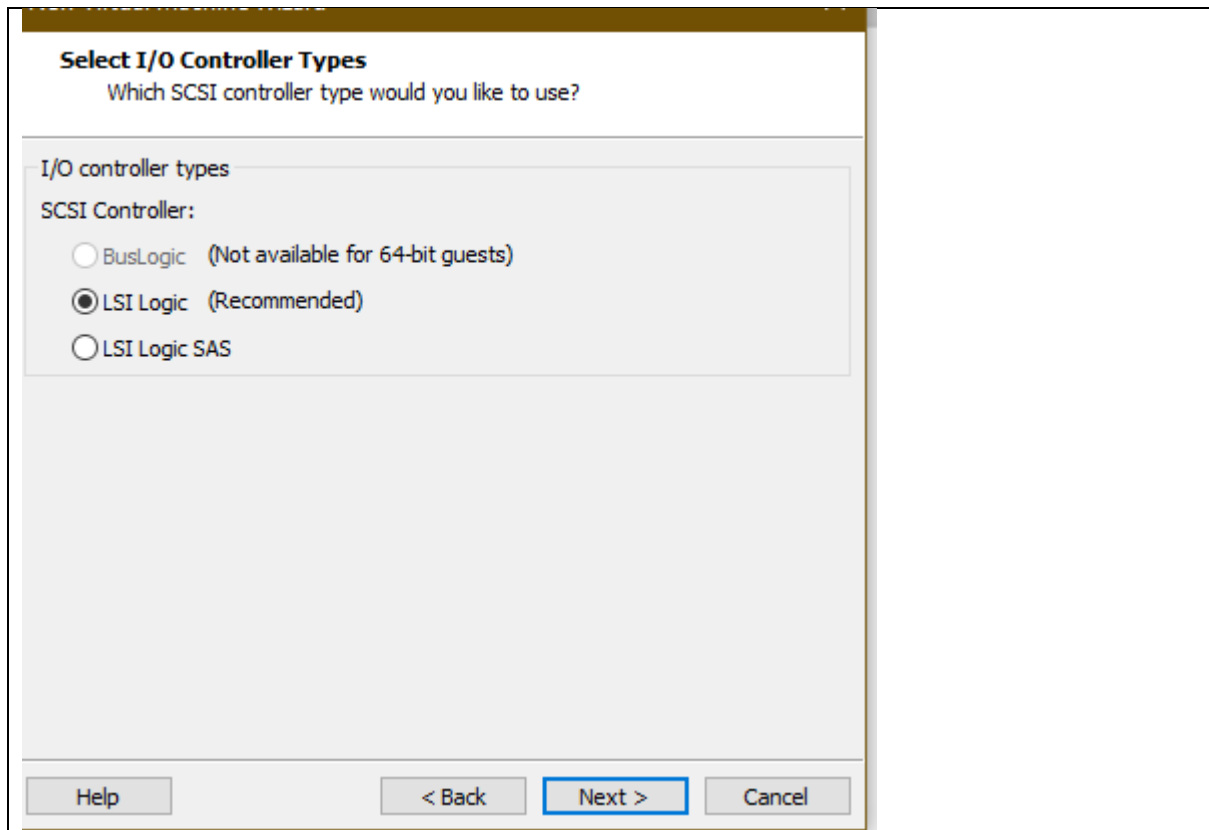 Select I/O Controller Types
Which SCSI controller type would you like to use?
I/O controller types
SCSI Controller:
BusLogic (Not available for 64-bit guests)
LSI Logic (Recommended)
LSI Logic SAS
Help < Back Next > Cancel